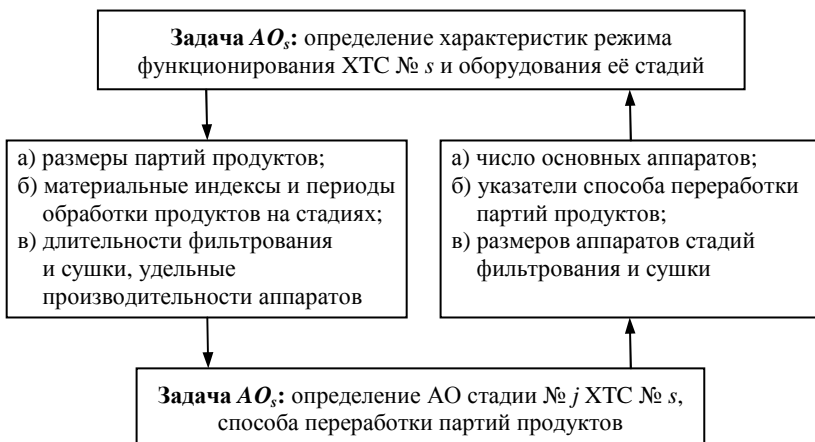 Задача AOs: определение характеристик режима
функционирования ХТС № s и оборудования её стадий
а) размеры партий продуктов;
б) материальные индексы и периоды
обработки продуктов на стадиях;
в) длительности фильтрования
и сушки, удельные
производительности аппаратов
а) число основных аппаратов;
б) указатели способа переработки
партий продуктов;
в) размеров аппаратов стадий
фильтрования и сушки
Задача AOs: определение АО стадии № j ХТС № s,
способа переработки партий продуктов